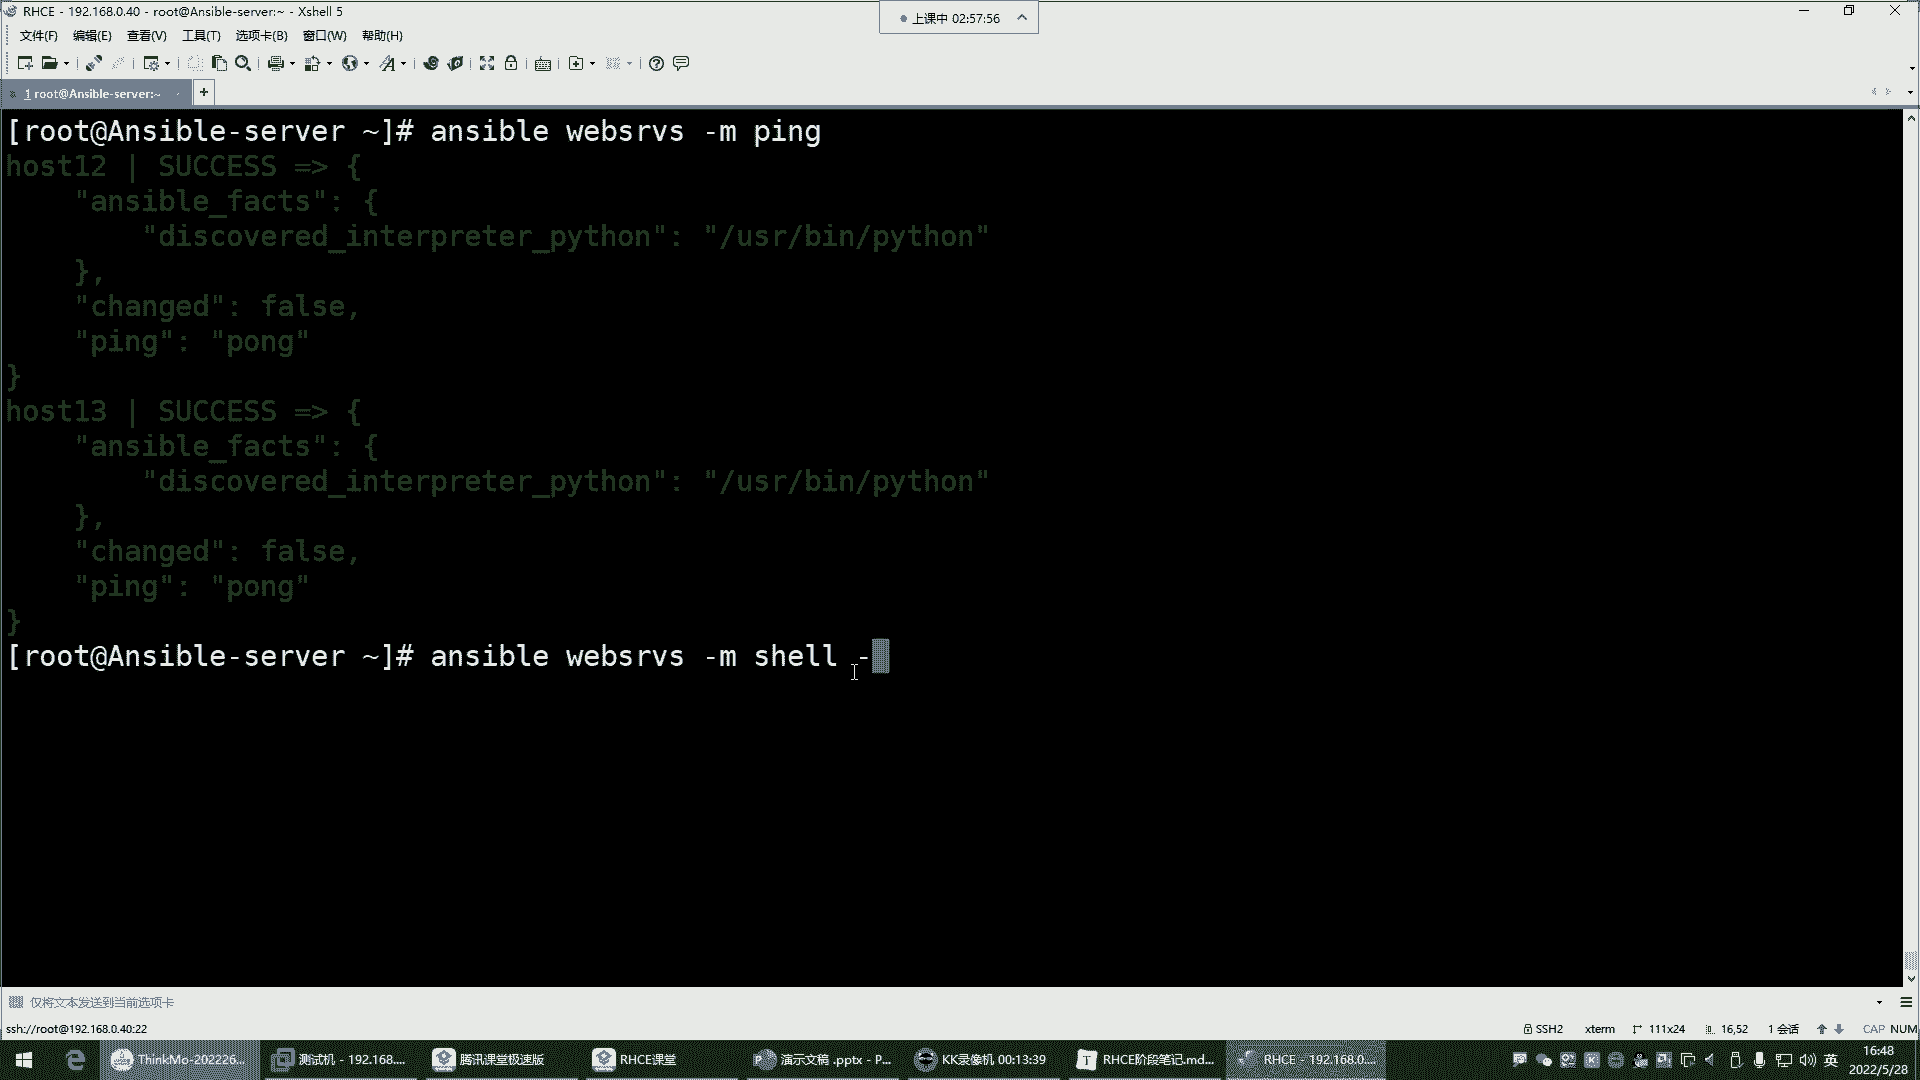 RHCE - 192.168.0.40 - root@Ansible-server:~ - Xshell 5
上课中 02:57:56
文件(F) 编辑(E) 查看(V) 工具(T) 选项卡(B) 窗口(W) 帮助(H)
1 root@Ansible-server:~
[root@Ansible-server ~]# ansible websrvs -m ping
host12 | SUCCESS => {
    "ansible_facts": {
        "discovered_interpreter_python": "/usr/bin/python"
    },
    "changed": false,
    "ping": "pong"
}
host13 | SUCCESS => {
    "ansible_facts": {
        "discovered_interpreter_python": "/usr/bin/python"
    },
    "changed": false,
    "ping": "pong"
}
[root@Ansible-server ~]# ansible websrvs -m shell -
仅将文本发送到当前选项卡
ssh://root@192.168.0.40:22 SSH2 xterm 111x24 16,52 1 会话 CAP NUM
ThinkMo-202226... 测试机 - 192.168.... 腾讯课堂极速版 RHCE课堂 演示文稿 .pptx - P... KK录像机 00:13:39 RHCE阶段笔记.md... RHCE - 192.168.0.... 英 16:48
2022/5/28